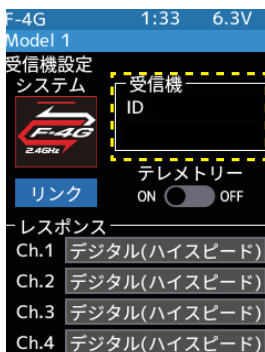 F-4G 1:33 6.3V
Model 1
受信機設定
システム
F-4G
2.4GHz
リンク
受信機
ID
テレメトリー
ON OFF
レスポンス
Ch.1 デジタル(ハイスピード)
Ch.2 デジタル(ハイスピード)
Ch.3 デジタル(ハイスピード)
Ch.4 デジタル(ハイスピード)